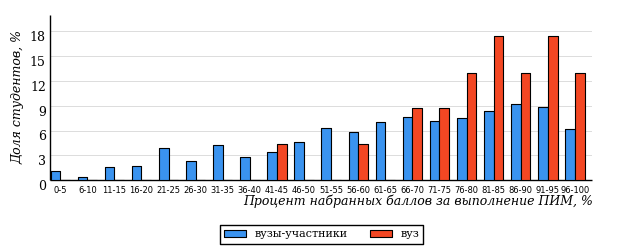 Доля студентов, %
18
15
12
9
6
3
0
0-5 6-10 11-15 16-20 21-25 26-30 31-35 36-40 41-45 46-50 51-55 56-60 61-65 66-70 71-75 76-80 81-85 86-90 91-95 96-100
Процент набранных баллов за выполнение ПИМ, %
вузы-участники вуз